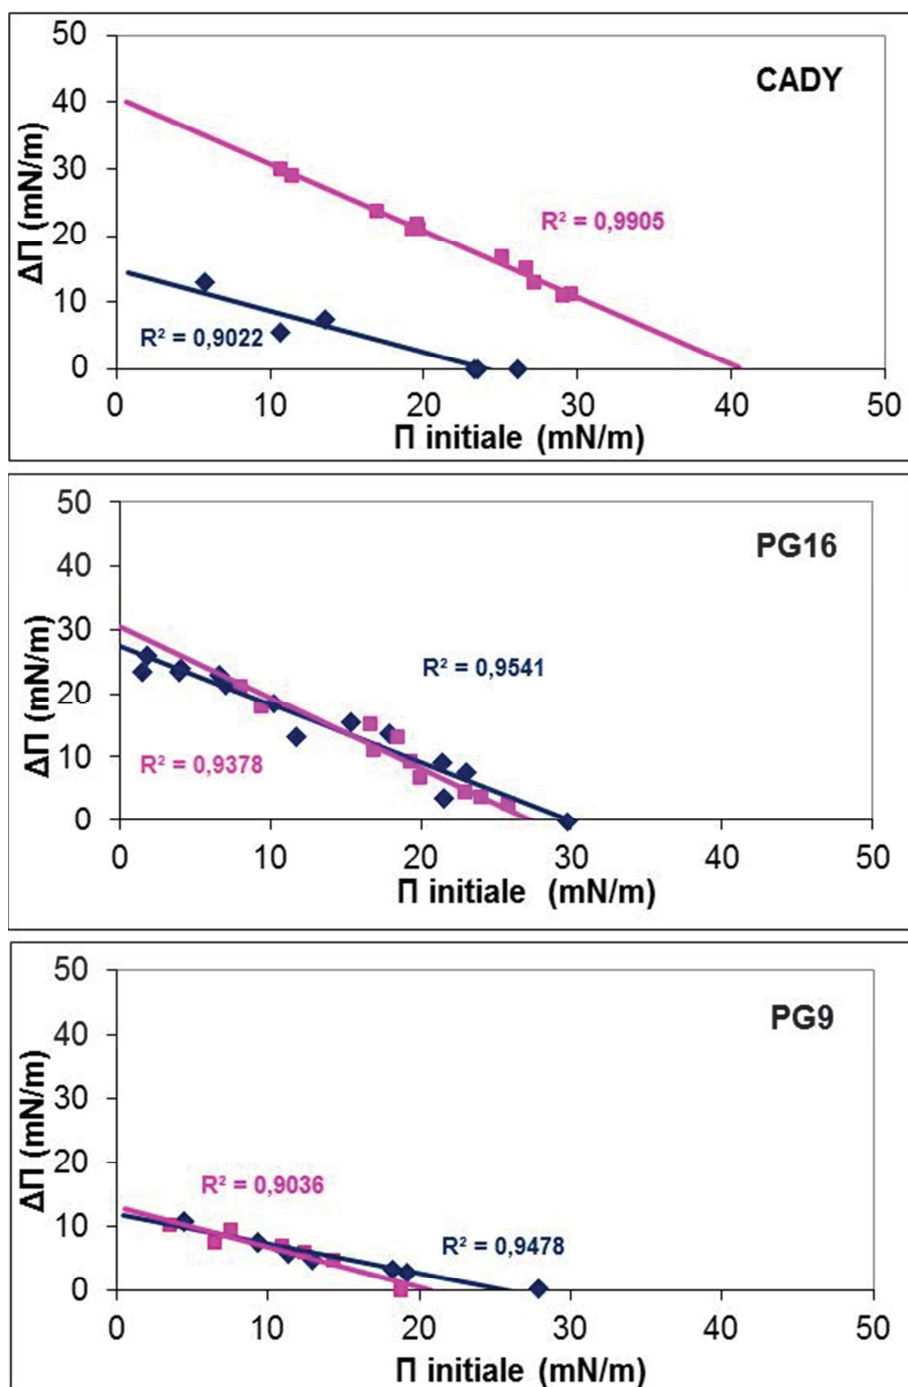 CADY
ΔΠ (mN/m)
50
40
30
20
10
0
R² = 0,9905
R² = 0,9022
0 10 20 30 40 50
Π initiale (mN/m)
PG16
ΔΠ (mN/m)
50
40
30
20
10
0
R² = 0,9541
R² = 0,9378
0 10 20 30 40 50
Π initiale (mN/m)
PG9
ΔΠ (mN/m)
50
40
30
20
10
0
R² = 0,9036
R² = 0,9478
0 10 20 30 40 50
Π initiale (mN/m)